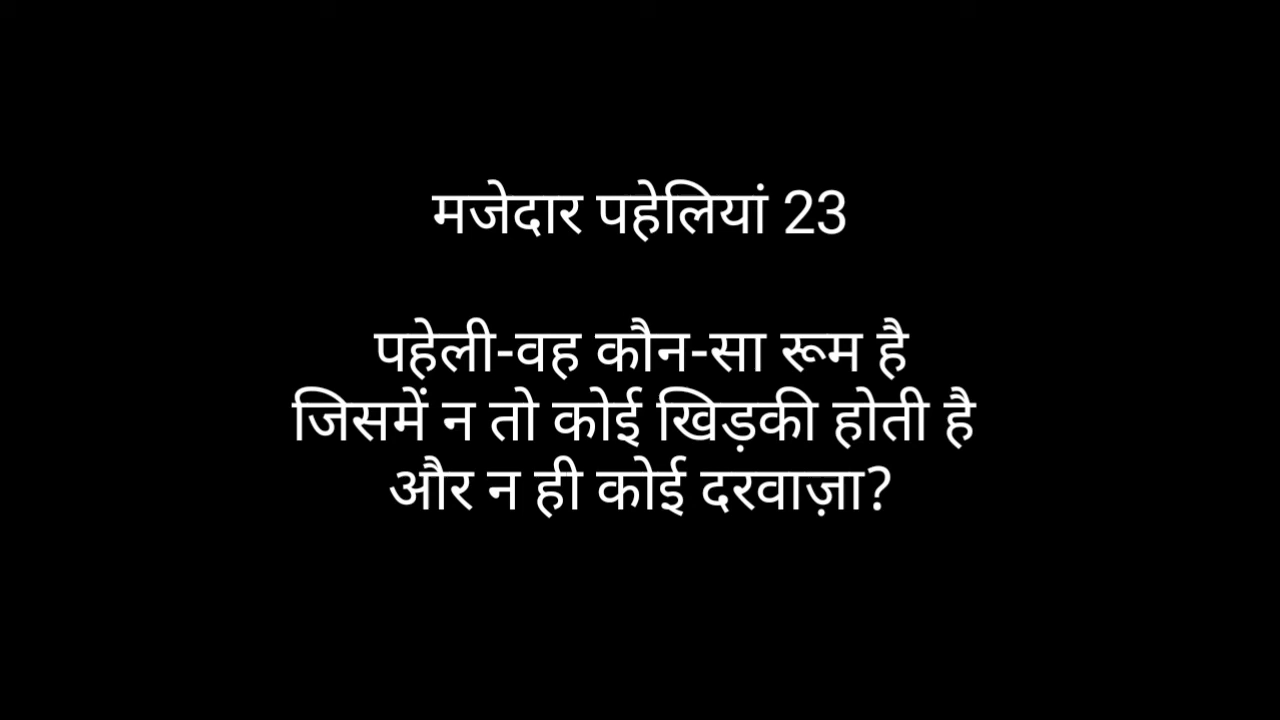 मजेदार पहेलियां 23
पहेली-वह कौन-सा रूम है
जिसमें न तो कोई खिड़की होती है
और न ही कोई दरवाज़ा?